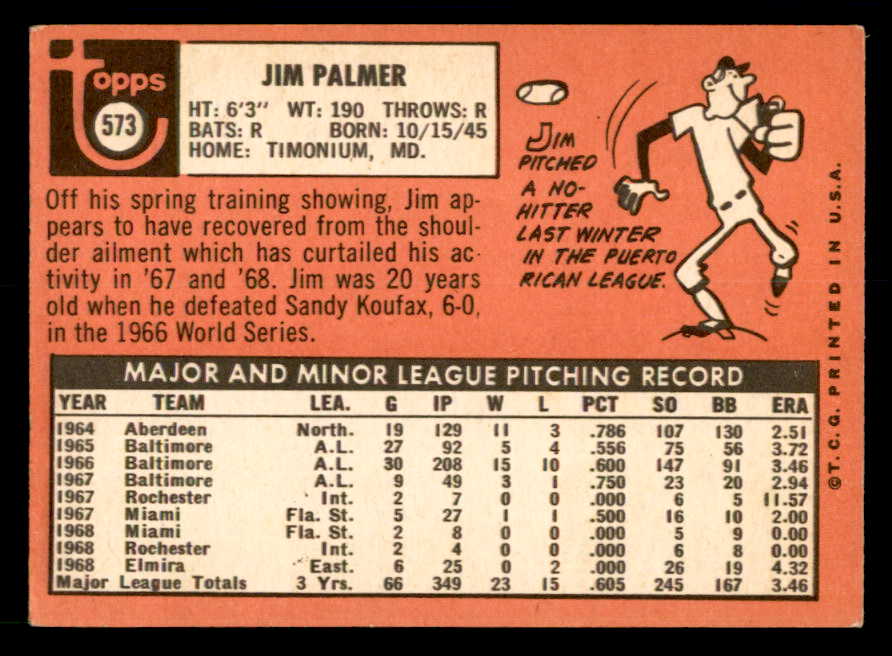 Topps
573
JIM PALMER
HT: 6'3" WT: 190 THROWS: R
BATS: R BORN: 10/15/45
HOME: TIMONIUM, MD.
Off his spring training showing, Jim ap-
pears to have recovered from the shoul-
der ailment which has curtailed his ac-
tivity in '67 and '68. Jim was 20 years
old when he defeated Sandy Koufax, 6-0,
in the 1966 World Series.
JIM
PITCHED
A NO-
HITTER
LAST WINTER
IN THE PUERTO
RICAN LEAGUE.
MAJOR AND MINOR LEAGUE PITCHING RECORD
YEAR TEAM LEA. G IP W L PCT SO BB ERA
1964 Aberdeen North. 19 129 11 3 .786 107 130 2.51
1965 Baltimore A.L. 27 92 5 4 .556 75 56 3.72
1966 Baltimore A.L. 30 208 15 10 .600 147 91 3.46
1967 Baltimore A.L. 9 49 3 1 .750 23 20 2.94
1967 Rochester Int. 2 7 0 0 .000 6 5 11.57
1967 Miami Fla. St. 5 27 1 1 .500 16 10 2.00
1968 Miami Fla. St. 2 8 0 0 .000 5 9 0.00
1968 Rochester Int. 2 4 0 0 .000 6 8 0.00
1968 Elmira East. 6 25 0 2 .000 26 19 4.32
Major League Totals 3 Yrs. 66 349 23 15 .605 245 167 3.46
©T.C.G. PRINTED IN U.S.A.